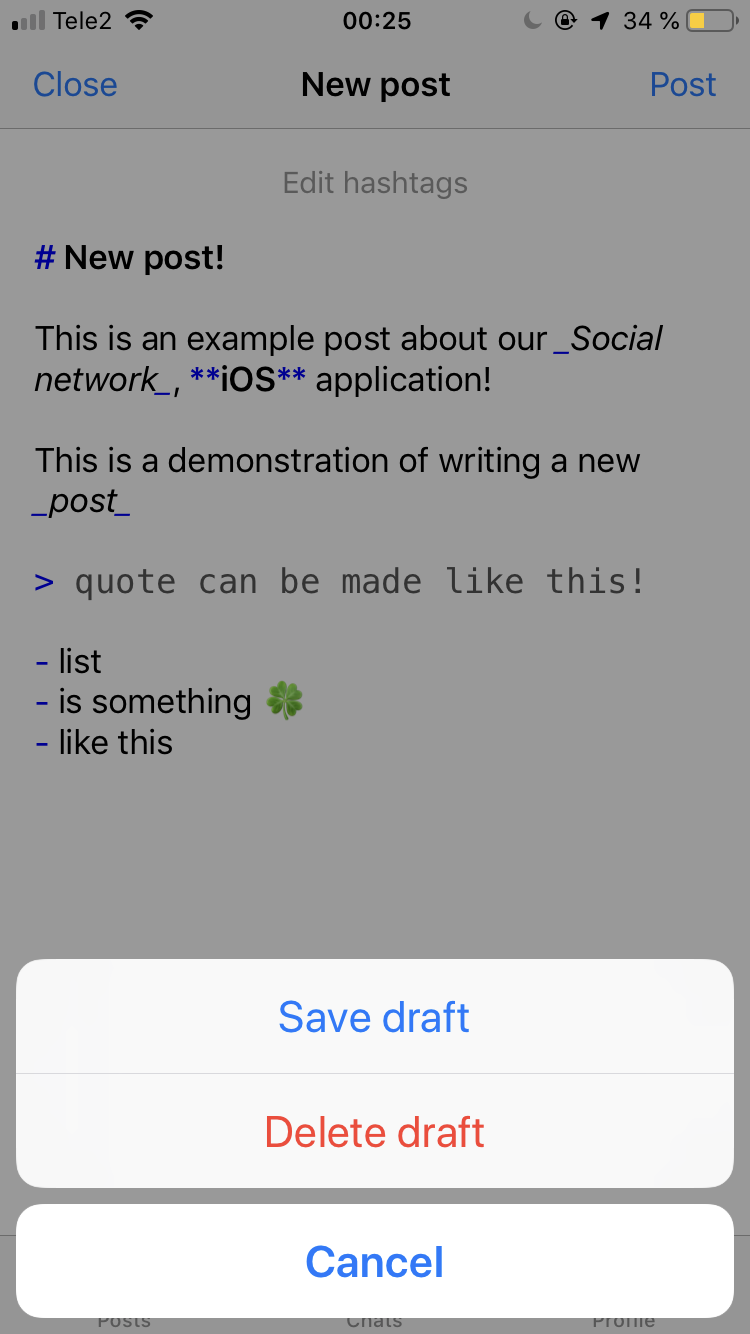 Tele2 00:25 34 %
Close New post Post
Edit hashtags
# New post!
This is an example post about our _Social
network_, **iOS** application!
This is a demonstration of writing a new
_post_
> quote can be made like this!
- list
- is something 🍀
- like this
Save draft
Delete draft
Cancel
Posts Chats Profile